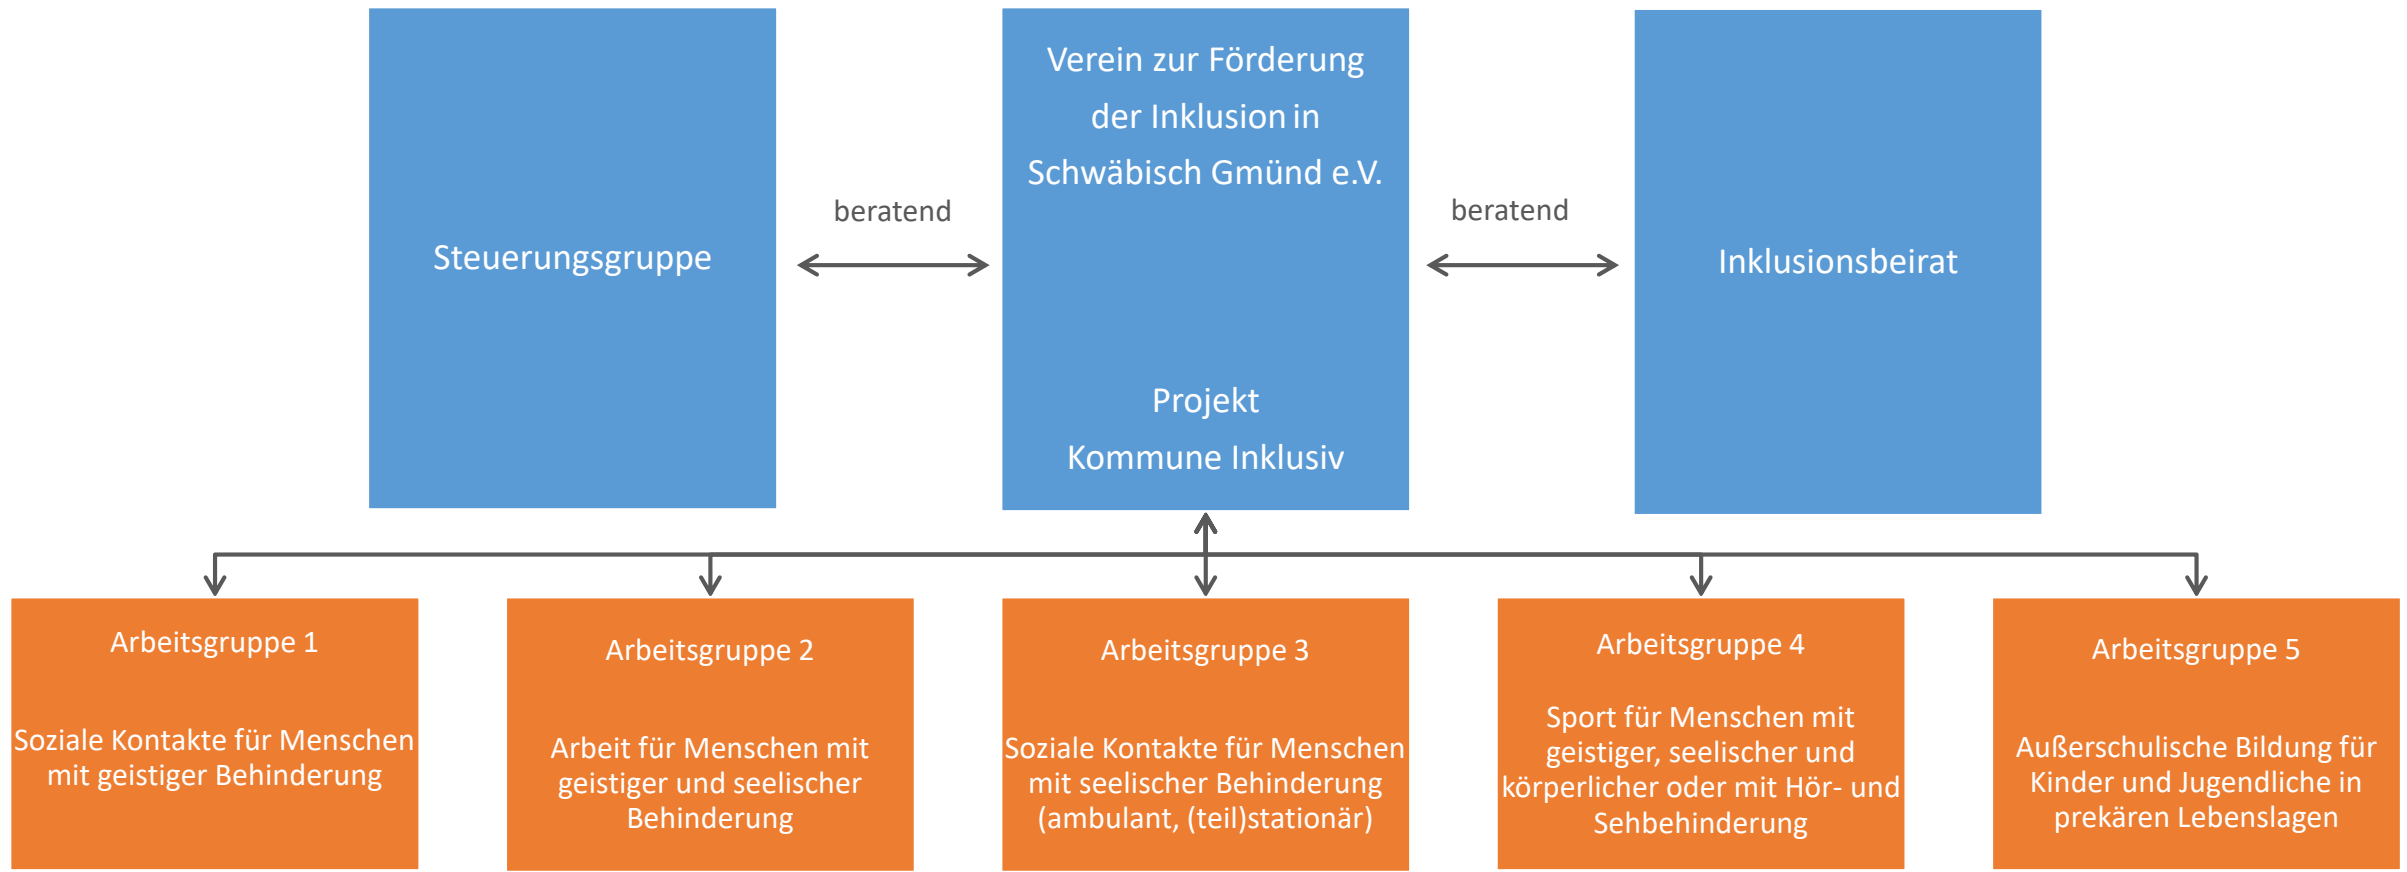 Steuerungsgruppe
beratend
Verein zur Förderung
der Inklusion in
Schwäbisch Gmünd e.V.
Projekt
Kommune Inklusiv
beratend
Inklusionsbeirat
Arbeitsgruppe 1
Soziale Kontakte für Menschen
mit geistiger Behinderung
Arbeitsgruppe 2
Arbeit für Menschen mit
geistiger und seelischer
Behinderung
Arbeitsgruppe 3
Soziale Kontakte für Menschen
mit seelischer Behinderung
(ambulant, (teil)stationär)
Arbeitsgruppe 4
Sport für Menschen mit
geistiger, seelischer und
körperlicher oder mit Hör- und
Sehbehinderung
Arbeitsgruppe 5
Außerschulische Bildung für
Kinder und Jugendliche in
prekären Lebenslagen